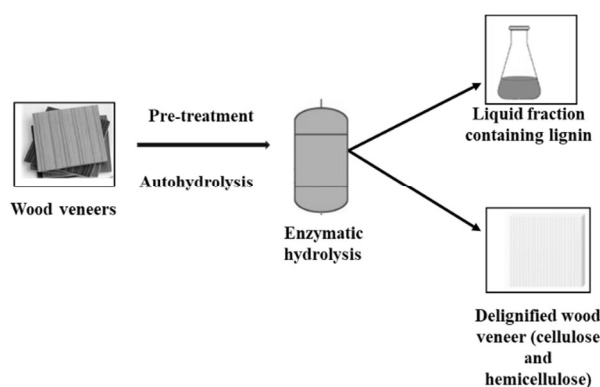 Pre-treatment
Autohydrolysis
Wood veneers
Enzymatic
hydrolysis
Liquid fraction
containing lignin
Delignified wood
veneer (cellulose
and
hemicellulose)